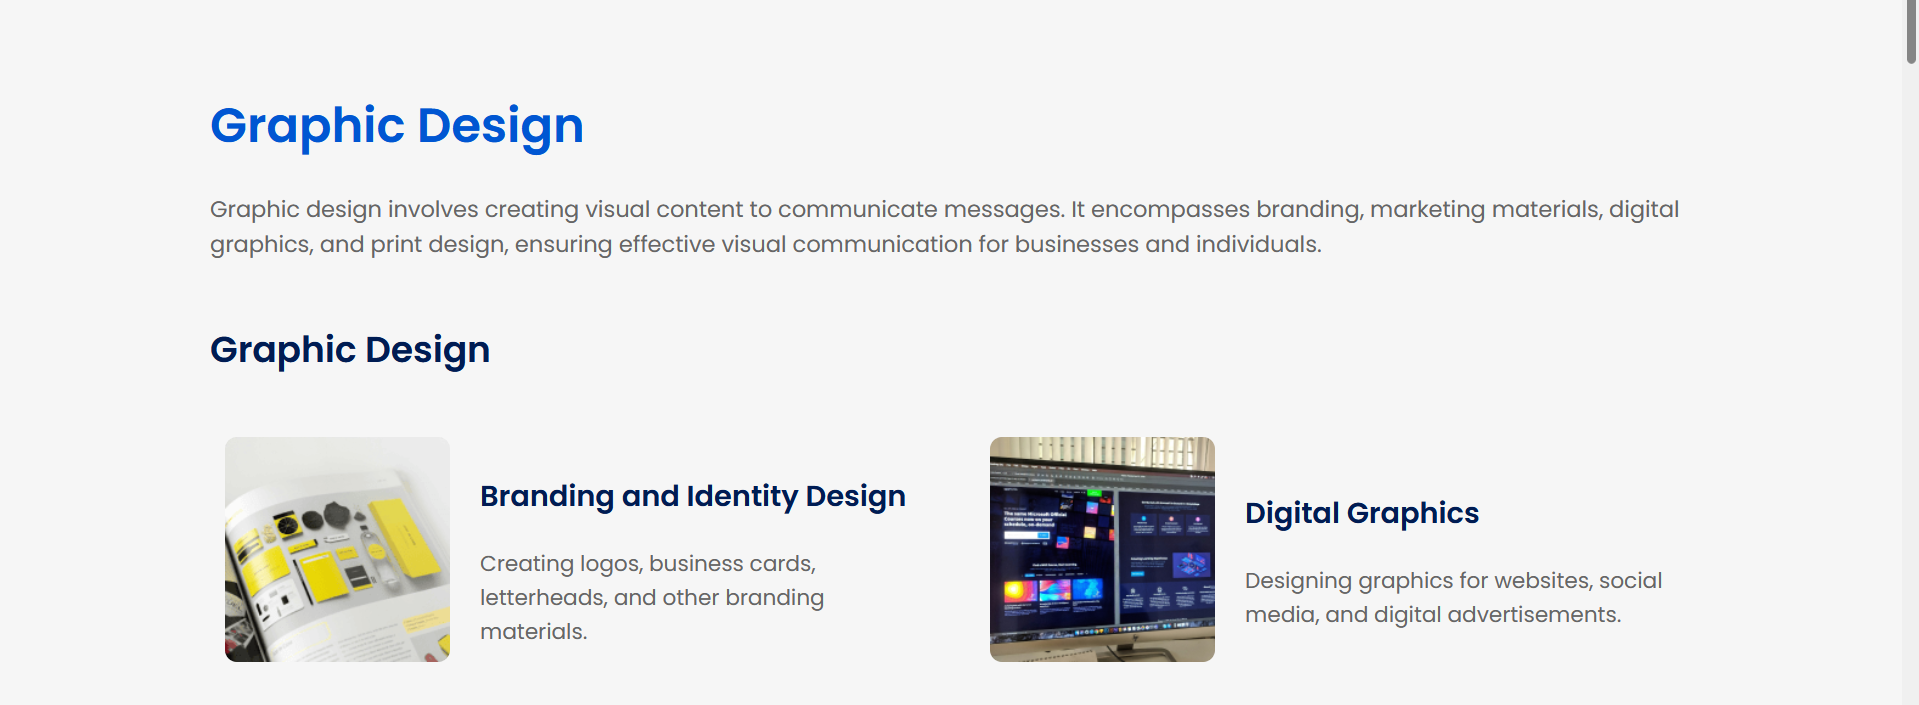 Graphic Design
Graphic design involves creating visual content to communicate messages. It encompasses branding, marketing materials, digital
graphics, and print design, ensuring effective visual communication for businesses and individuals.
Graphic Design
Branding and Identity Design
Creating logos, business cards,
letterheads, and other branding
materials.
Digital Graphics
Designing graphics for websites, social
media, and digital advertisements.